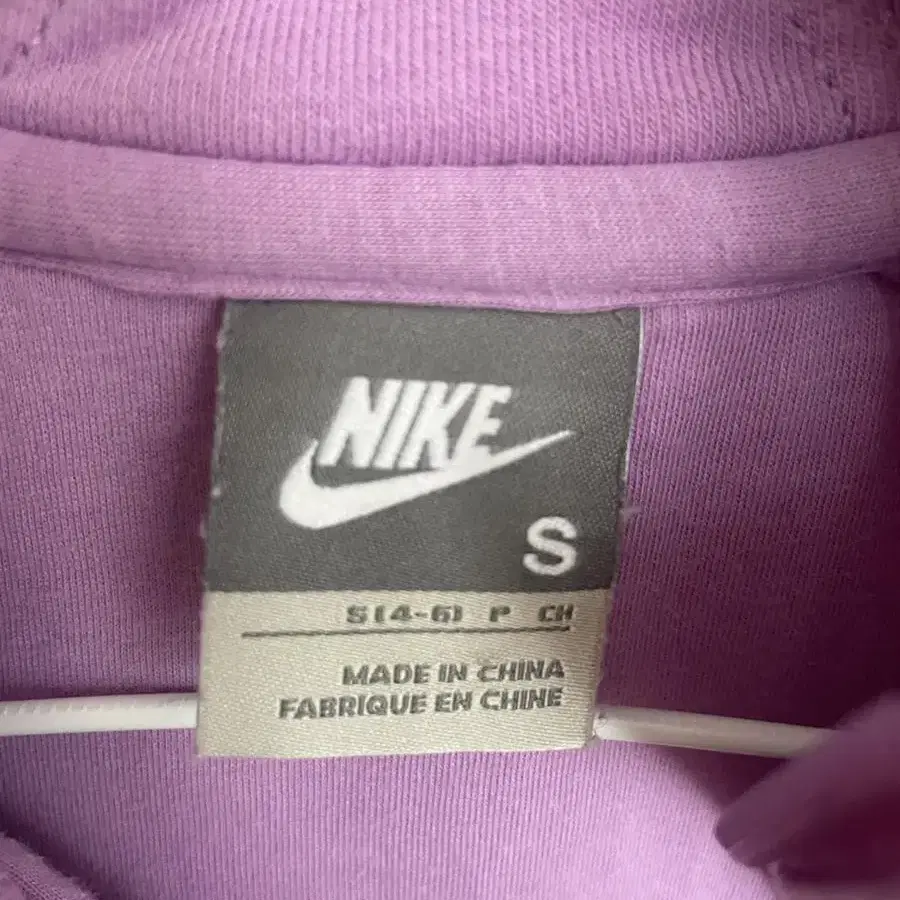 NIKE
S
S (4-6) P CH
MADE IN CHINA
FABRIQUE EN CHINE